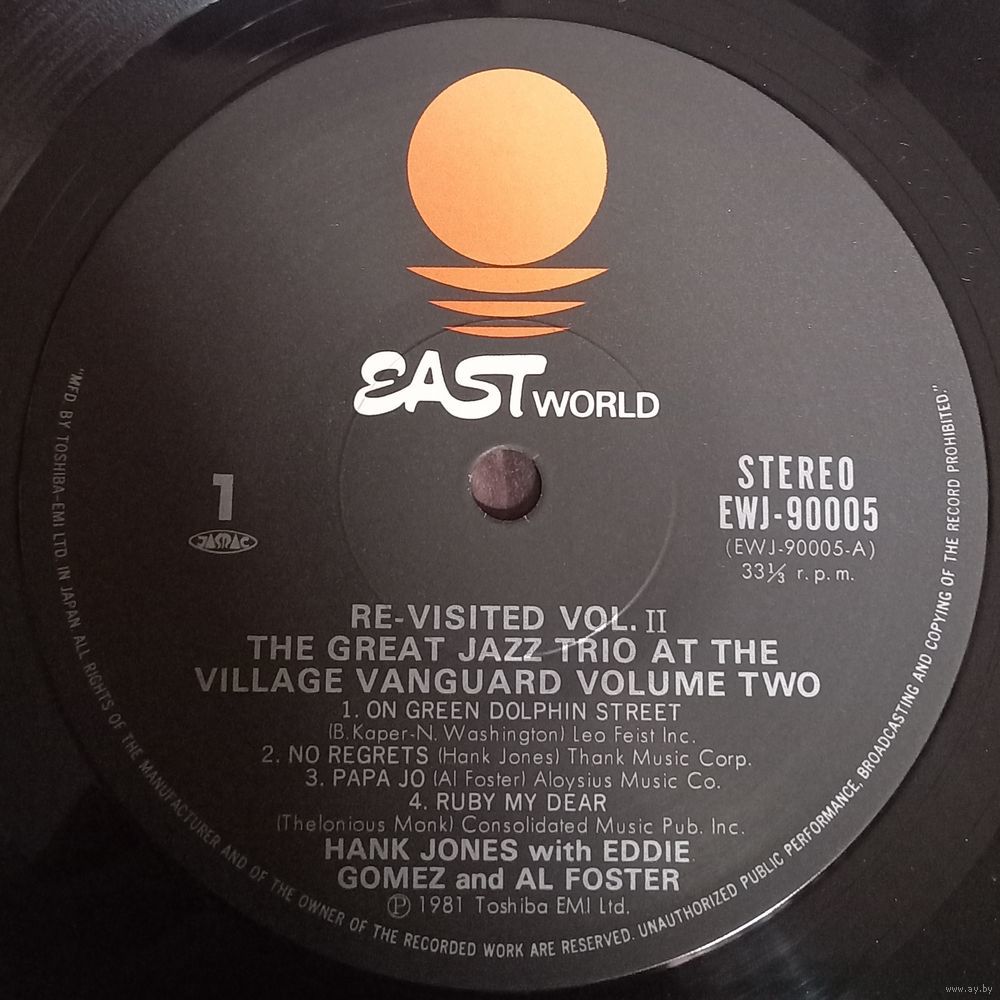 EAST WORLD
1
JASRAC
STEREO
EWJ-90005
(EWJ-90005-A)
33⅓ r.p.m.
RE-VISITED VOL. II
THE GREAT JAZZ TRIO AT THE
VILLAGE VANGUARD VOLUME TWO
1. ON GREEN DOLPHIN STREET
(B.Kaper-N. Washington) Leo Feist Inc.
2. NO REGRETS (Hank Jones) Thank Music Corp.
3. PAPA JO (Al Foster) Aloysius Music Co.
4. RUBY MY DEAR
(Thelonious Monk) Consolidated Music Pub. Inc.
HANK JONES with EDDIE
GOMEZ and AL FOSTER
Ⓟ 1981 Toshiba EMI Ltd.
"MFD. BY TOSHIBA-EMI LTD. IN JAPAN ALL RIGHTS OF THE MANUFACTURER AND OF THE OWNER OF THE RECORDED WORK ARE RESERVED. UNAUTHORIZED PUBLIC PERFORMANCE, BROADCASTING AND COPYING OF THE RECORD PROHIBITED."
www.ay.by